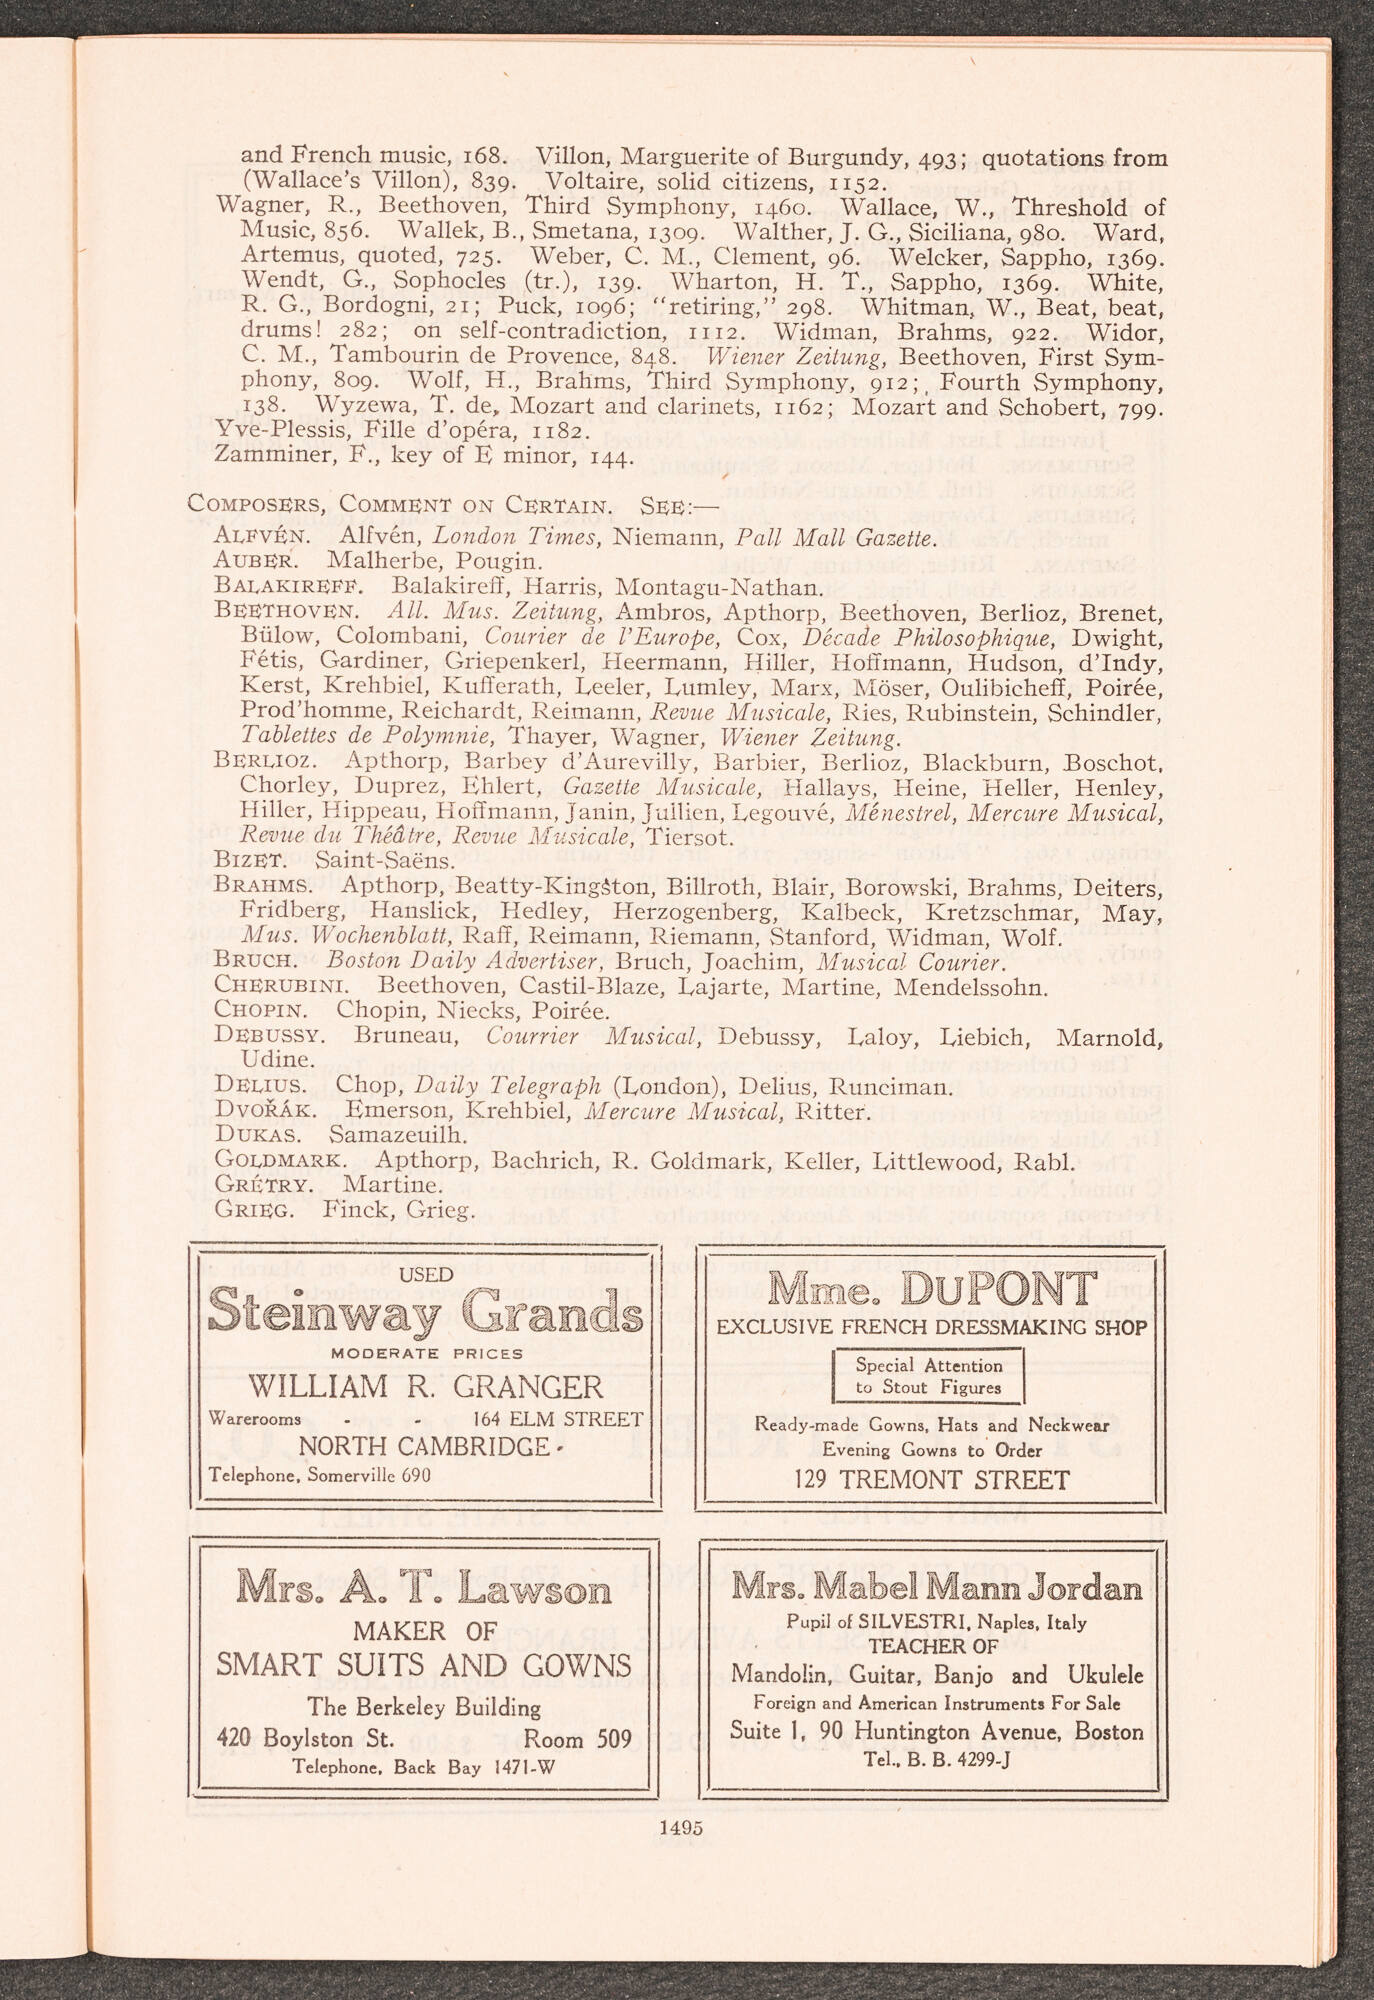 and French music, 168. Villon, Marguerite of Burgundy, 493; quotations from
(Wallace's Villon), 839. Voltaire, solid citizens, 1152.
Wagner, R., Beethoven, Third Symphony, 1460. Wallace, W., Threshold of
Music, 856. Wallek, B., Smetana, 1309. Walther, J. G., Siciliana, 980. Ward,
Artemus, quoted, 725. Weber, C. M., Clement, 96. Welcker, Sappho, 1369.
Wendt, G., Sophocles (tr.), 139. Wharton, H. T., Sappho, 1369. White,
R. G., Bordogni, 21; Puck, 1096; "retiring," 298. Whitman, W., Beat, beat,
drums! 282; on self-contradiction, 1112. Widman, Brahms, 922. Widor,
C. M., Tambourin de Provence, 848. Wiener Zeitung, Beethoven, First Sym-
phony, 809. Wolf, H., Brahms, Third Symphony, 912; Fourth Symphony,
138. Wyzewa, T. de, Mozart and clarinets, 1162; Mozart and Schobert, 799.
Yve-Plessis, Fille d'opéra, 1182.
Zamminer, F., key of E minor, 144.
COMPOSERS, COMMENT ON CERTAIN. SEE:—
ALFVÉN. Alfvén, London Times, Niemann, Pall Mall Gazette.
AUBER. Malherbe, Pougin.
BALAKIREFF. Balakireff, Harris, Montagu-Nathan.
BEETHOVEN. All. Mus. Zeitung, Ambros, Apthorp, Beethoven, Berlioz, Brenet,
Bülow, Colombani, Courier de l'Europe, Cox, Décade Philosophique, Dwight,
Fétis, Gardiner, Griepenkerl, Heermann, Hiller, Hoffmann, Hudson, d'Indy,
Kerst, Krehbiel, Kufferath, Leeler, Lumley, Marx, Möser, Oulibicheff, Poirée,
Prod'homme, Reichardt, Reimann, Revue Musicale, Ries, Rubinstein, Schindler,
Tablettes de Polymnie, Thayer, Wagner, Wiener Zeitung.
BERLIOZ. Apthorp, Barbey d'Aurevilly, Barbier, Berlioz, Blackburn, Boschot,
Chorley, Duprez, Ehlert, Gazette Musicale, Hallays, Heine, Heller, Henley,
Hiller, Hippeau, Hoffmann, Janin, Jullien, Legouvé, Ménestrel, Mercure Musical,
Revue du Théâtre, Revue Musicale, Tiersot.
BIZET. Saint-Saëns.
BRAHMS. Apthorp, Beatty-Kingston, Billroth, Blair, Borowski, Brahms, Deiters,
Fridberg, Hanslick, Hedley, Herzogenberg, Kalbeck, Kretzschmar, May,
Mus. Wochenblatt, Raff, Reimann, Riemann, Stanford, Widman, Wolf.
BRUCH. Boston Daily Advertiser, Bruch, Joachim, Musical Courier.
CHERUBINI. Beethoven, Castil-Blaze, Lajarte, Martine, Mendelssohn.
CHOPIN. Chopin, Niecks, Poirée.
DEBUSSY. Bruneau, Courrier Musical, Debussy, Laloy, Liebich, Marnold,
Udine.
DELIUS. Chop, Daily Telegraph (London), Delius, Runciman.
DVOŘÁK. Emerson, Krehbiel, Mercure Musical, Ritter.
DUKAS. Samazeuilh.
GOLDMARK. Apthorp, Bachrich, R. Goldmark, Keller, Littlewood, Rabl.
GRÉTRY. Martine.
GRIEG. Finck, Grieg.
USED
Steinway Grands
MODERATE PRICES
WILLIAM R. GRANGER
Warerooms - - 164 ELM STREET
NORTH CAMBRIDGE
Telephone, Somerville 690
Mme. DuPONT
EXCLUSIVE FRENCH DRESSMAKING SHOP
Special Attention
to Stout Figures
Ready-made Gowns, Hats and Neckwear
Evening Gowns to Order
129 TREMONT STREET
Mrs. A. T. Lawson
MAKER OF
SMART SUITS AND GOWNS
The Berkeley Building
420 Boylston St. Room 509
Telephone, Back Bay 1471-W
Mrs. Mabel Mann Jordan
Pupil of SILVESTRI, Naples, Italy
TEACHER OF
Mandolin, Guitar, Banjo and Ukulele
Foreign and American Instruments For Sale
Suite 1, 90 Huntington Avenue, Boston
Tel., B. B. 4299-J
1495